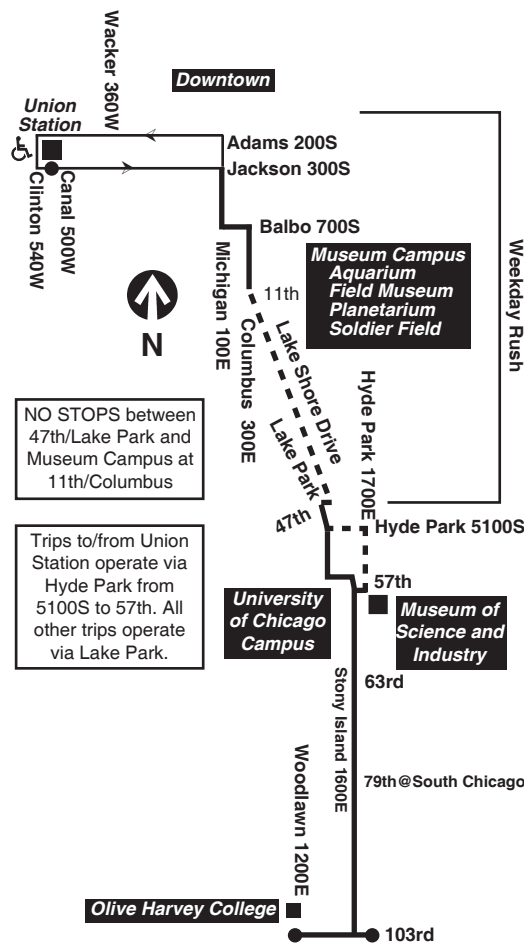 Wacker 360W
Downtown
Union
Station
Adams 200S
Jackson 300S
Clinton 540W
Canal 500W
Balbo 700S
Michigan 100E
Museum Campus
Aquarium
Field Museum
Planetarium
Soldier Field
Weekday Rush
11th
N
Columbus 300E
Lake Shore Drive
Lake Park
Hyde Park 1700E
NO STOPS between
47th/Lake Park and
Museum Campus at
11th/Columbus
47th
Hyde Park 5100S
Trips to/from Union
Station operate via
Hyde Park from
5100S to 57th. All
other trips operate
via Lake Park.
57th
University
of Chicago
Campus
Museum of
Science and
Industry
63rd
Stony Island 1600E
79th@South Chicago
Woodlawn 1200E
Olive Harvey College
103rd